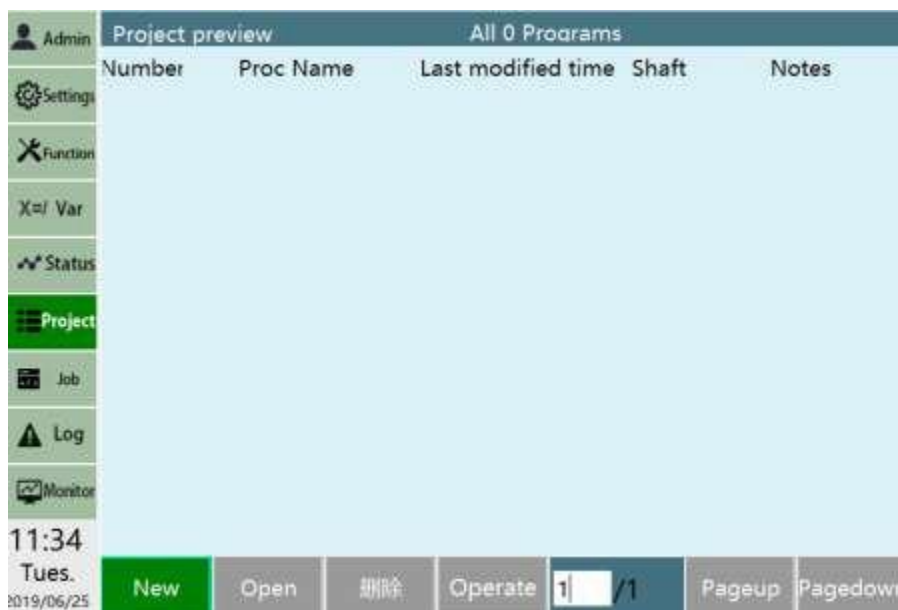 Admin
Settings
Function
X=/ Var
Status
Project
Job
Log
Monitor
11:34
Tues.
2019/06/25
Project preview All 0 Programs
Number Proc Name Last modified time Shaft Notes
New Open 删除 Operate 1 /1 Pageup Pagedown